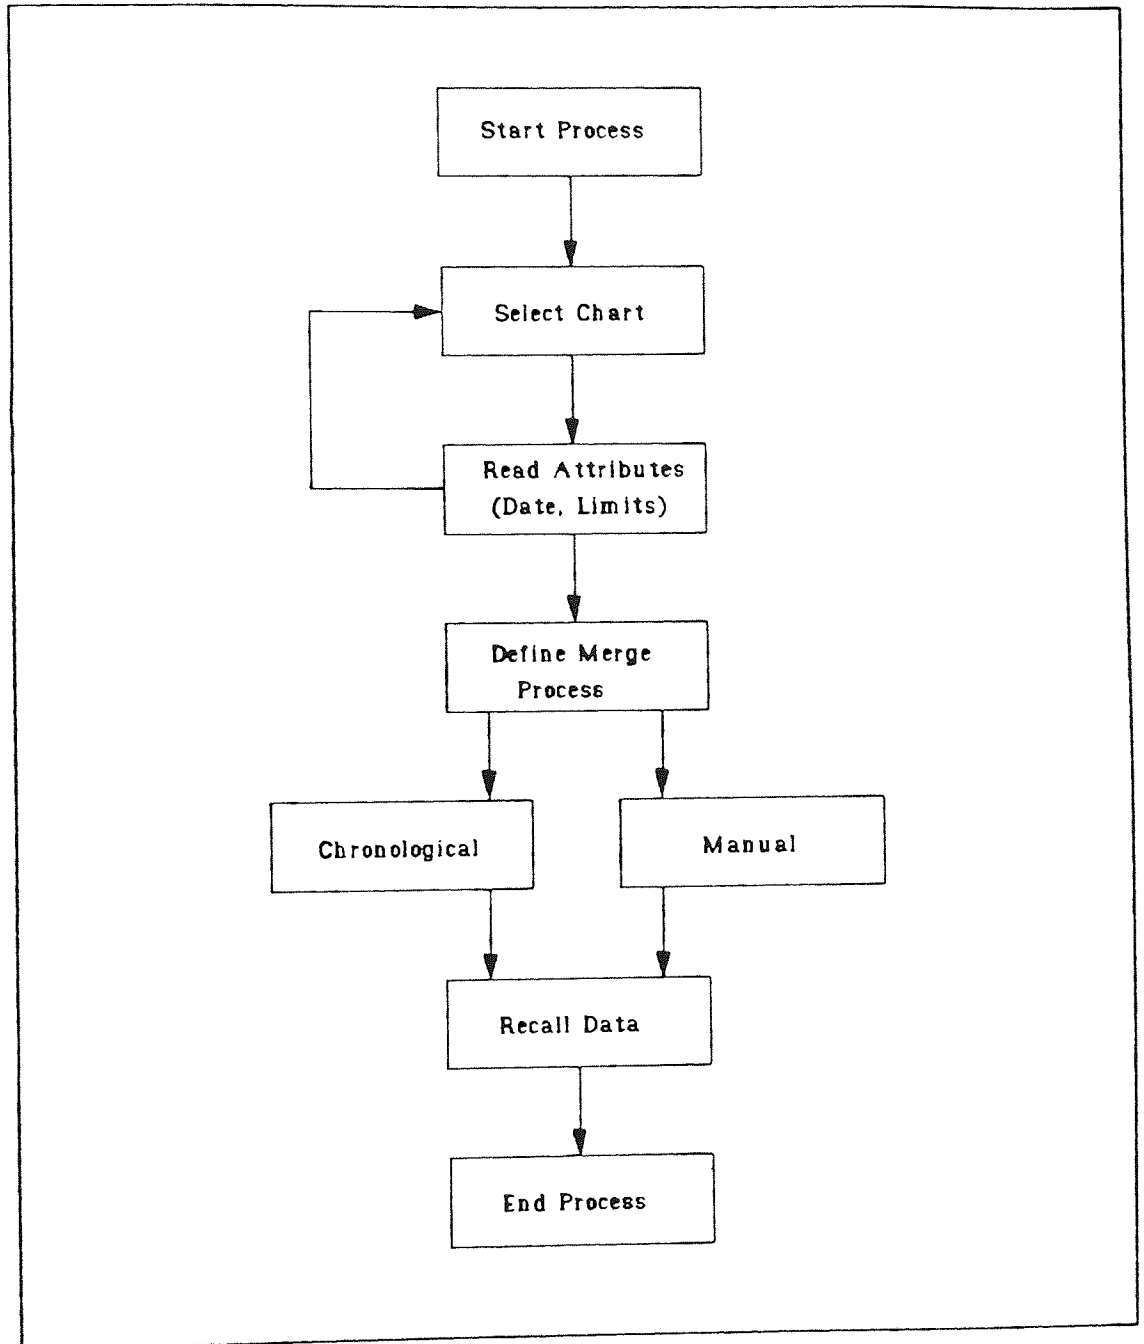 Start Process
Select Chart
Read Attributes
(Date, Limits)
Define Merge
Process
Chronological
Manual
Recall Data
End Process